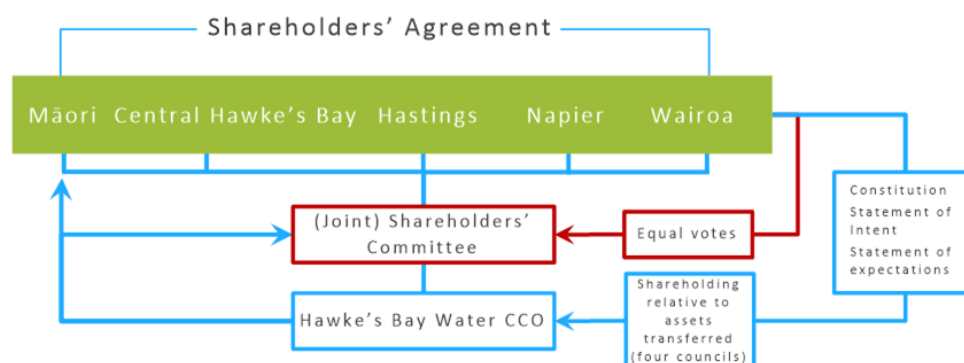 Shareholders’ Agreement
Māori Central Hawke’s Bay Hastings Napier Wairoa
(Joint) Shareholders’
Committee
Equal votes
Constitution
Statement of
Intent
Statement of
expectations
Hawke’s Bay Water CCO
Shareholding
relative to
assets
transferred
(four councils)